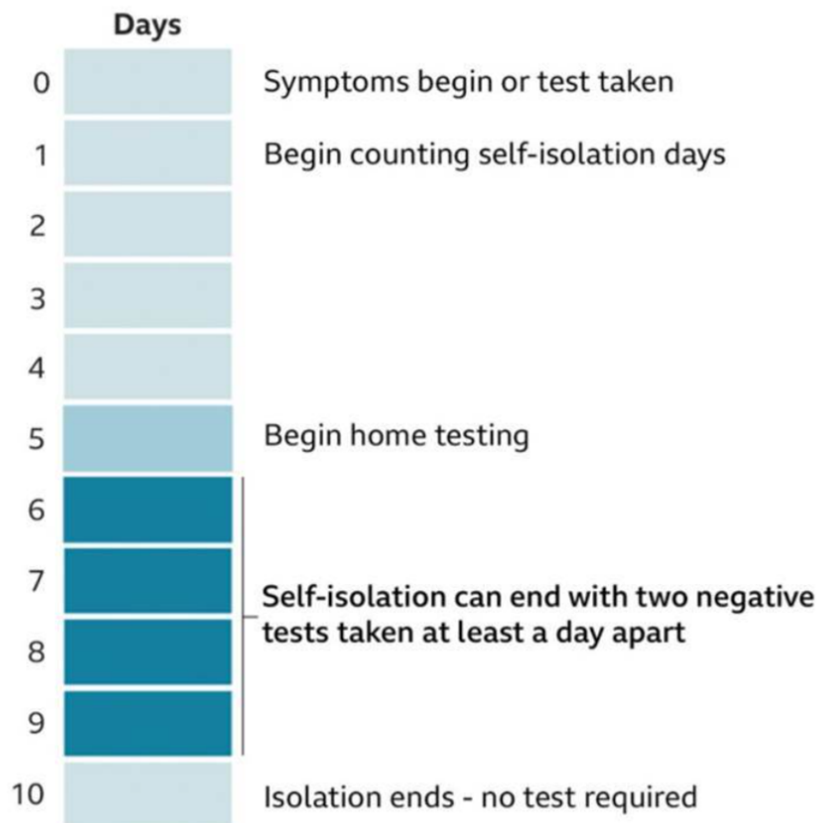 Days
0 Symptoms begin or test taken
1 Begin counting self-isolation days
2
3
4
5 Begin home testing
6
7
Self-isolation can end with two negative
tests taken at least a day apart
8
9
10 Isolation ends - no test required